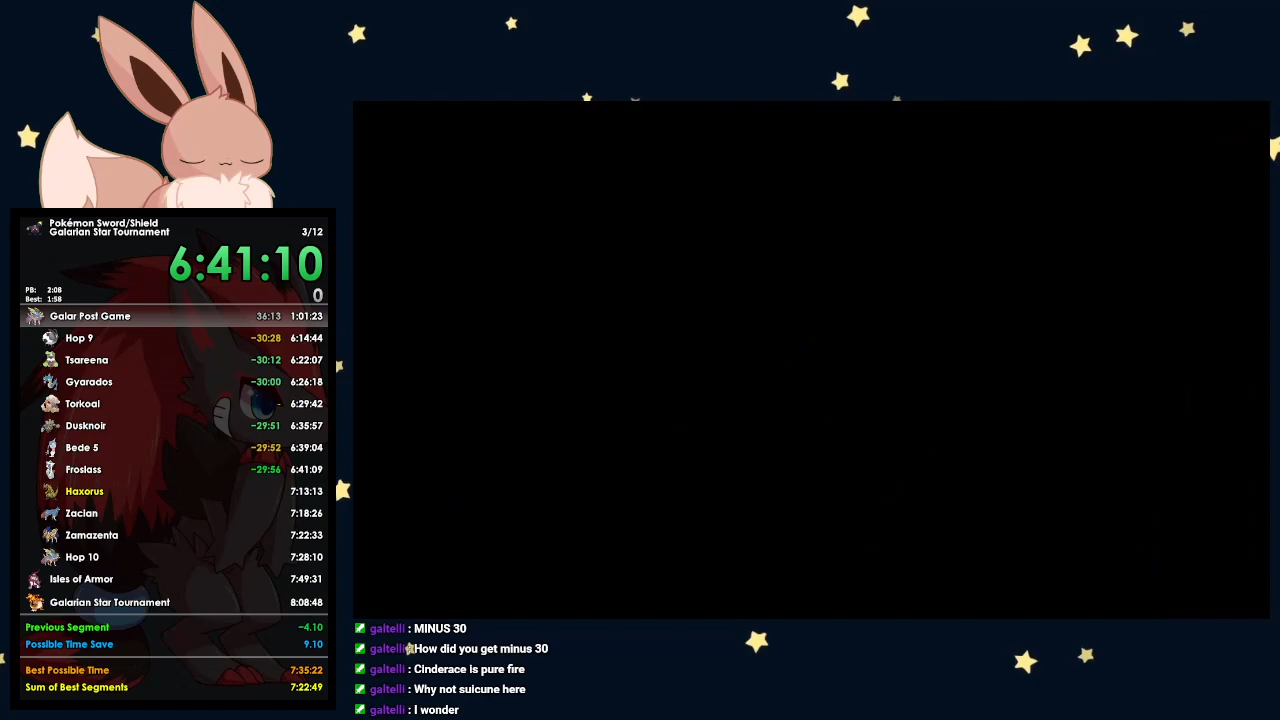 Pokémon Sword/Shield
Galarian Star Tournament 3/12
6:41:10
PB: 2:08
Best: 1:58
0
Galar Post Game 36:13 1:01:23
Hop 9 −30:28 6:14:44
Tsareena −30:12 6:22:07
Gyarados −30:00 6:26:18
Torkoal - 6:29:42
Dusknoir −29:51 6:35:57
Bede 5 −29:52 6:39:04
Froslass −29:56 6:41:09
Haxorus 7:13:13
Zacian 7:18:26
Zamazenta 7:22:33
Hop 10 7:28:10
Isles of Armor 7:49:31
Galarian Star Tournament 8:08:48
Previous Segment −4.10
Possible Time Save 9.10
Best Possible Time 7:35:22
Sum of Best Segments 7:22:49
galtelli : MINUS 30
galtelli : How did you get minus 30
galtelli : Cinderace is pure fire
galtelli : Why not suicune here
galtelli : I wonder